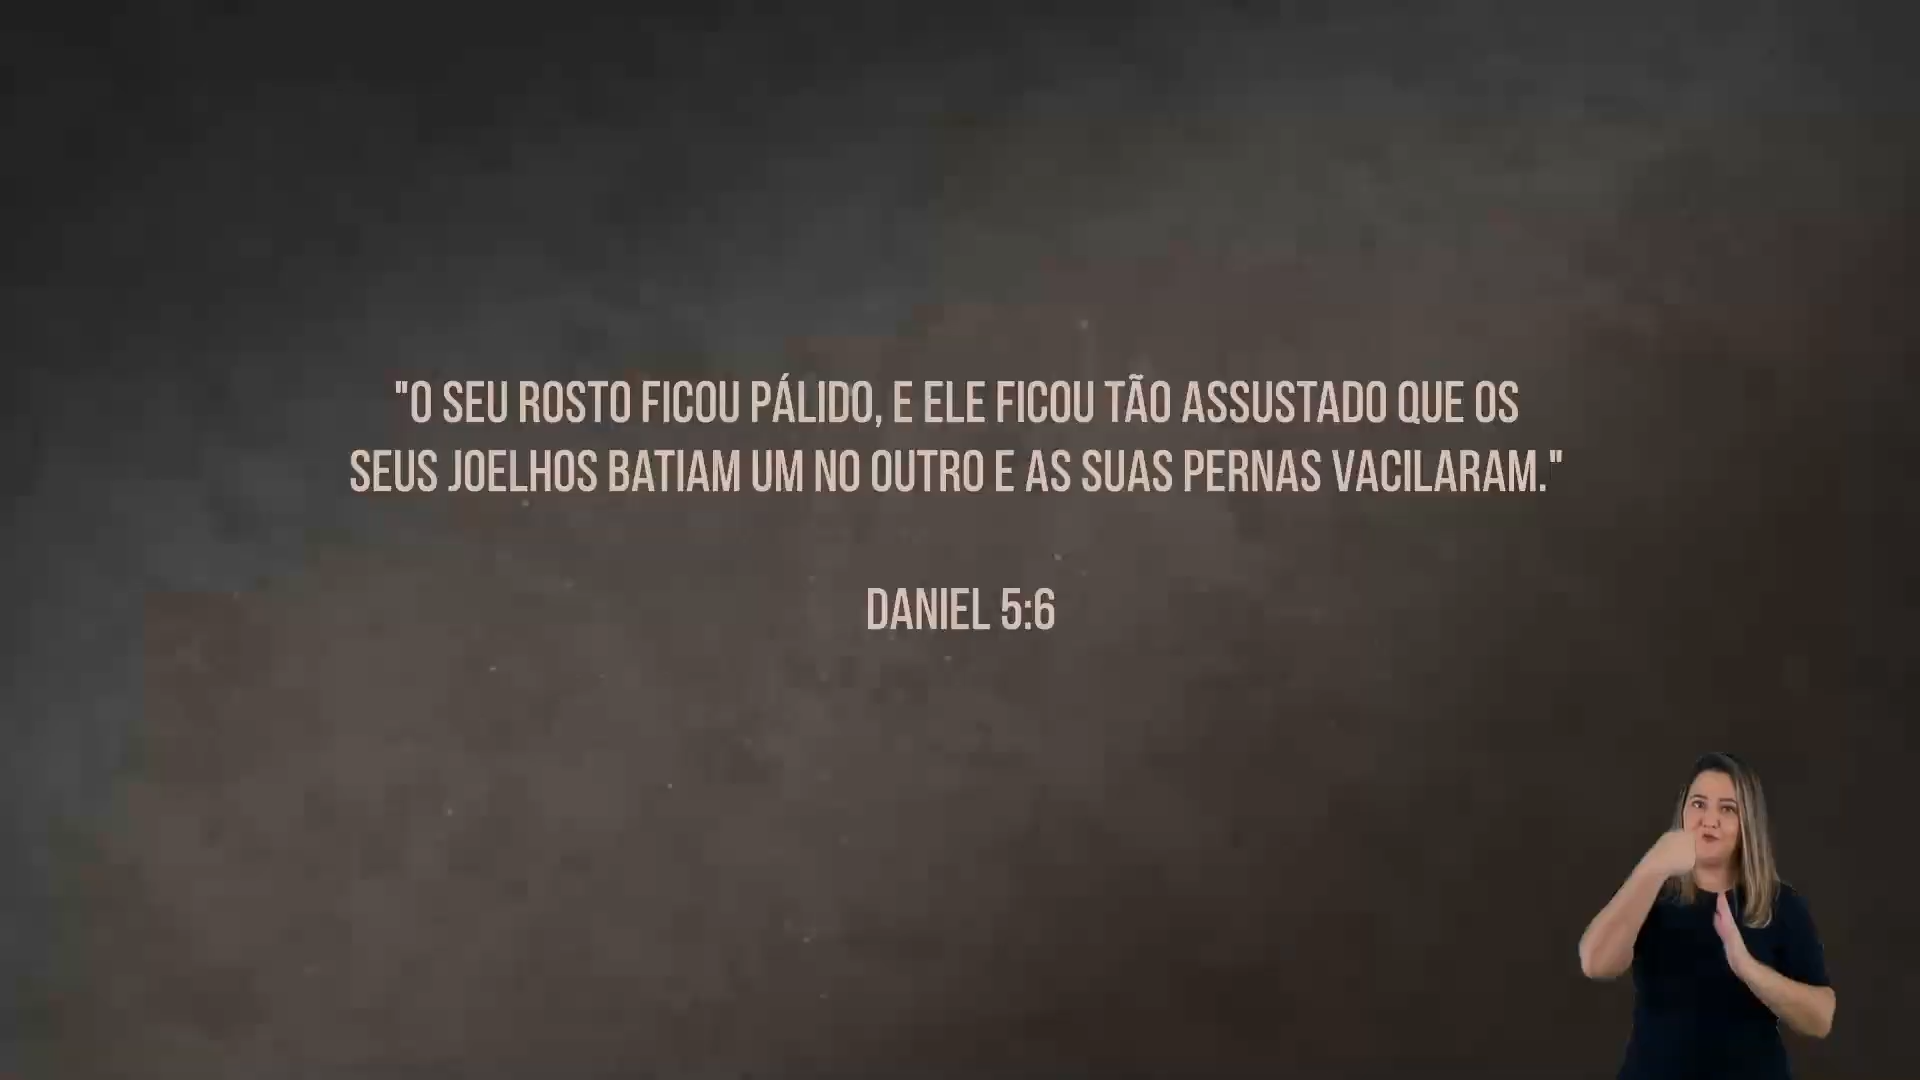 "O SEU ROSTO FICOU PÁLIDO, E ELE FICOU TÃO ASSUSTADO QUE OS
SEUS JOELHOS BATIAM UM NO OUTRO E AS SUAS PERNAS VACILARAM."
DANIEL 5:6